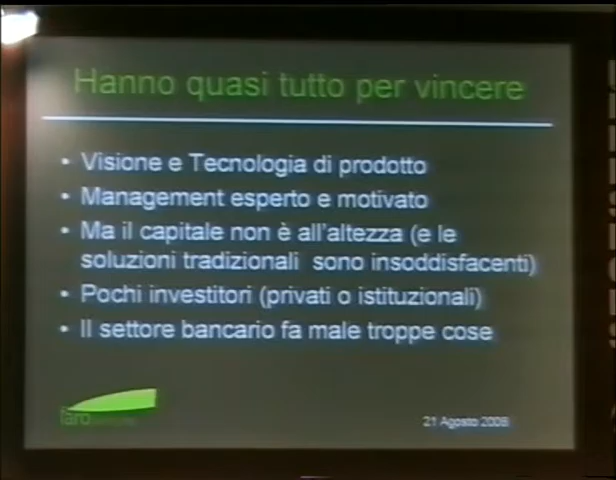 Hanno quasi tutto per vincere
• Visione e Tecnologia di prodotto
• Management esperto e motivato
• Ma il capitale non è all'altezza (e le
soluzioni tradizionali sono insoddisfacenti)
• Pochi investitori (privati o istituzionali)
• Il settore bancario fa male troppe cose
faro
21 Agosto 2008